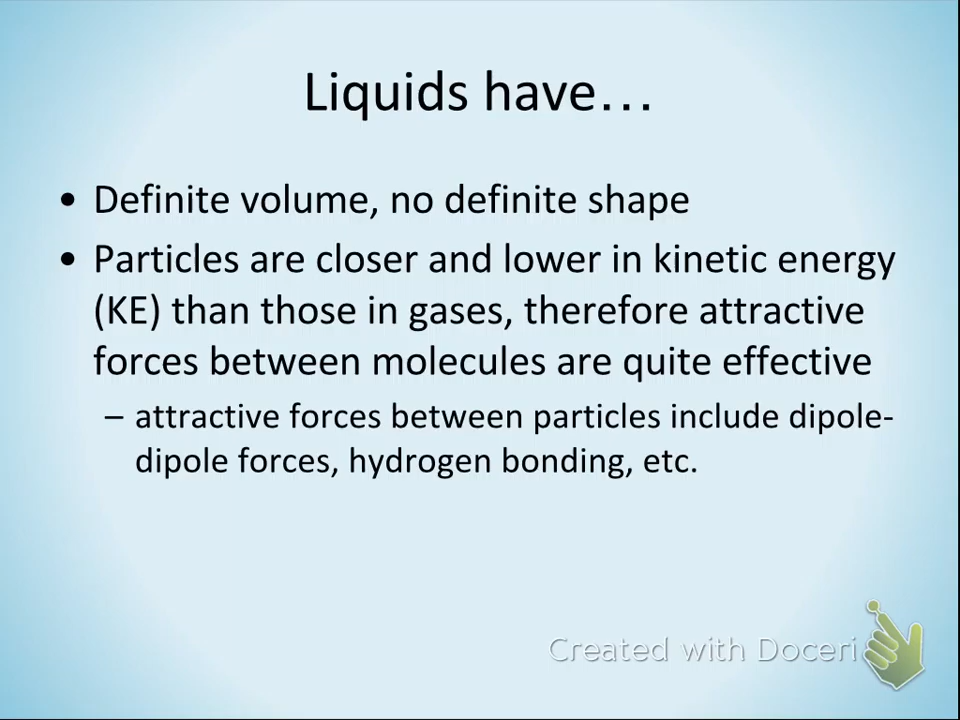 Liquids have…
• Definite volume, no definite shape
• Particles are closer and lower in kinetic energy
(KE) than those in gases, therefore attractive
forces between molecules are quite effective
– attractive forces between particles include dipole-
dipole forces, hydrogen bonding, etc.
Created with Doceri